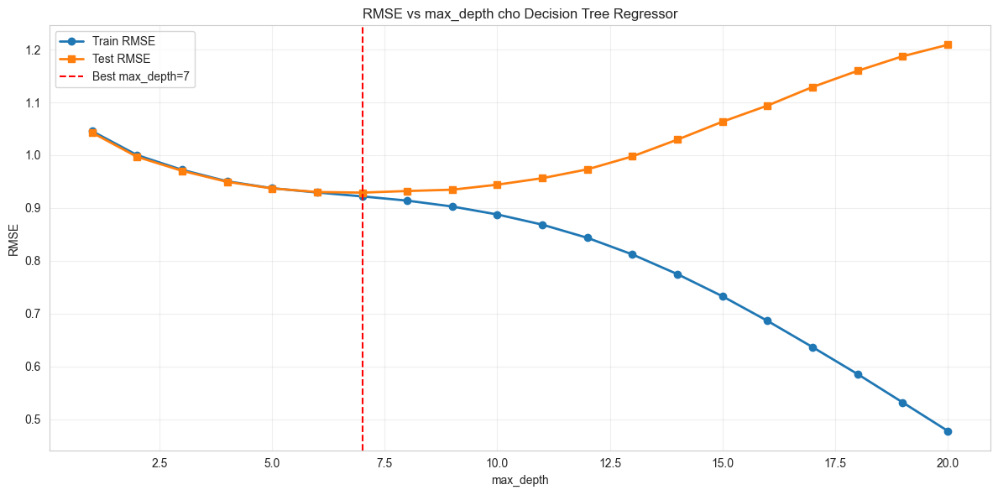 RMSE vs max_depth cho Decision Tree Regressor
Train RMSE
Test RMSE
Best max_depth=7
RMSE
1.2
1.1
1.0
0.9
0.8
0.7
0.6
0.5
2.5 5.0 7.5 10.0 12.5 15.0 17.5 20.0
max_depth